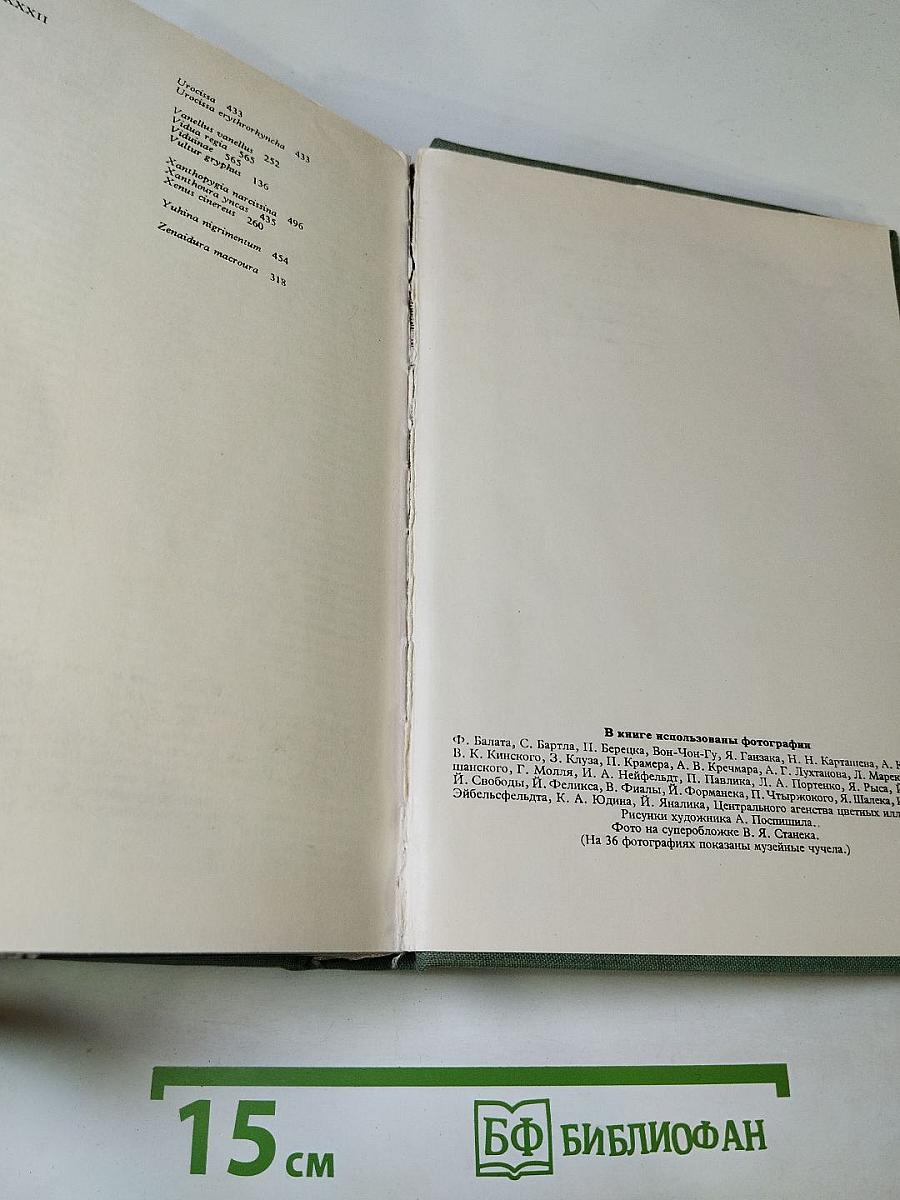 XXXII
Urocissa 433
Urocissa erythrorhyncha 433
Vanellus vanellus 252
Vidua regia 565
Viduinae 565
Vultur gryphus 136
Xanthopygia narcissina 496
Xanthoura yncas 435
Xenus cinereus 260
Yuhina nigrimentum 454
Zenaidura macroura 318
В книге использованы фотографии
Ф. Балата, С. Бартла, П. Берецка, Вон-Чон-Гу, Я. Ганзака, Н. Н. Карташева, А.
В. К. Кинского, З. Клуза, П. Крамера, А. В. Кречмара, А. Г. Лухтанова, Л.
шанского, Г. Молля, И. А. Нейфельдт, П. Павлика, Л. А. Портенко, Я. Рыса,
Й. Свободы, Й. Феликса, В. Фиалы, Й. Форманека, П. Чтыржокого, Я. Шалека,
Эйбельсфельдта, К. А. Юдина, Й. Яналика, Центрального агенства цветных
Рисунки художника А. Поспишила.
Фото на суперобложке В. Я. Станека.
(На 36 фотографиях показаны музейные чучела.)
15 см
БФ БИБЛИОФАН